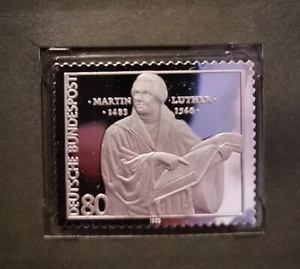 DEUTSCHE BUNDESPOST
80
·MARTIN LUTHER·
·1483 1546·